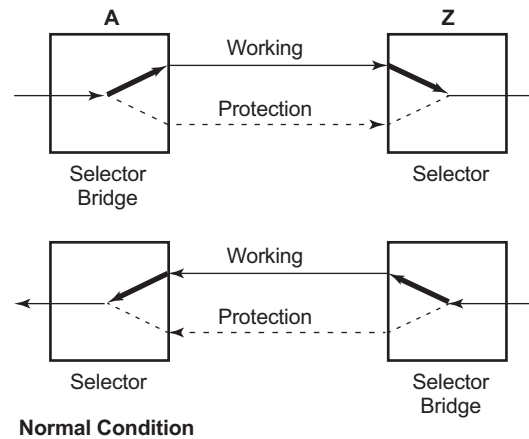 A
Z
Working
Protection
Selector
Bridge
Selector
Working
Protection
Selector
Selector
Bridge
Normal Condition